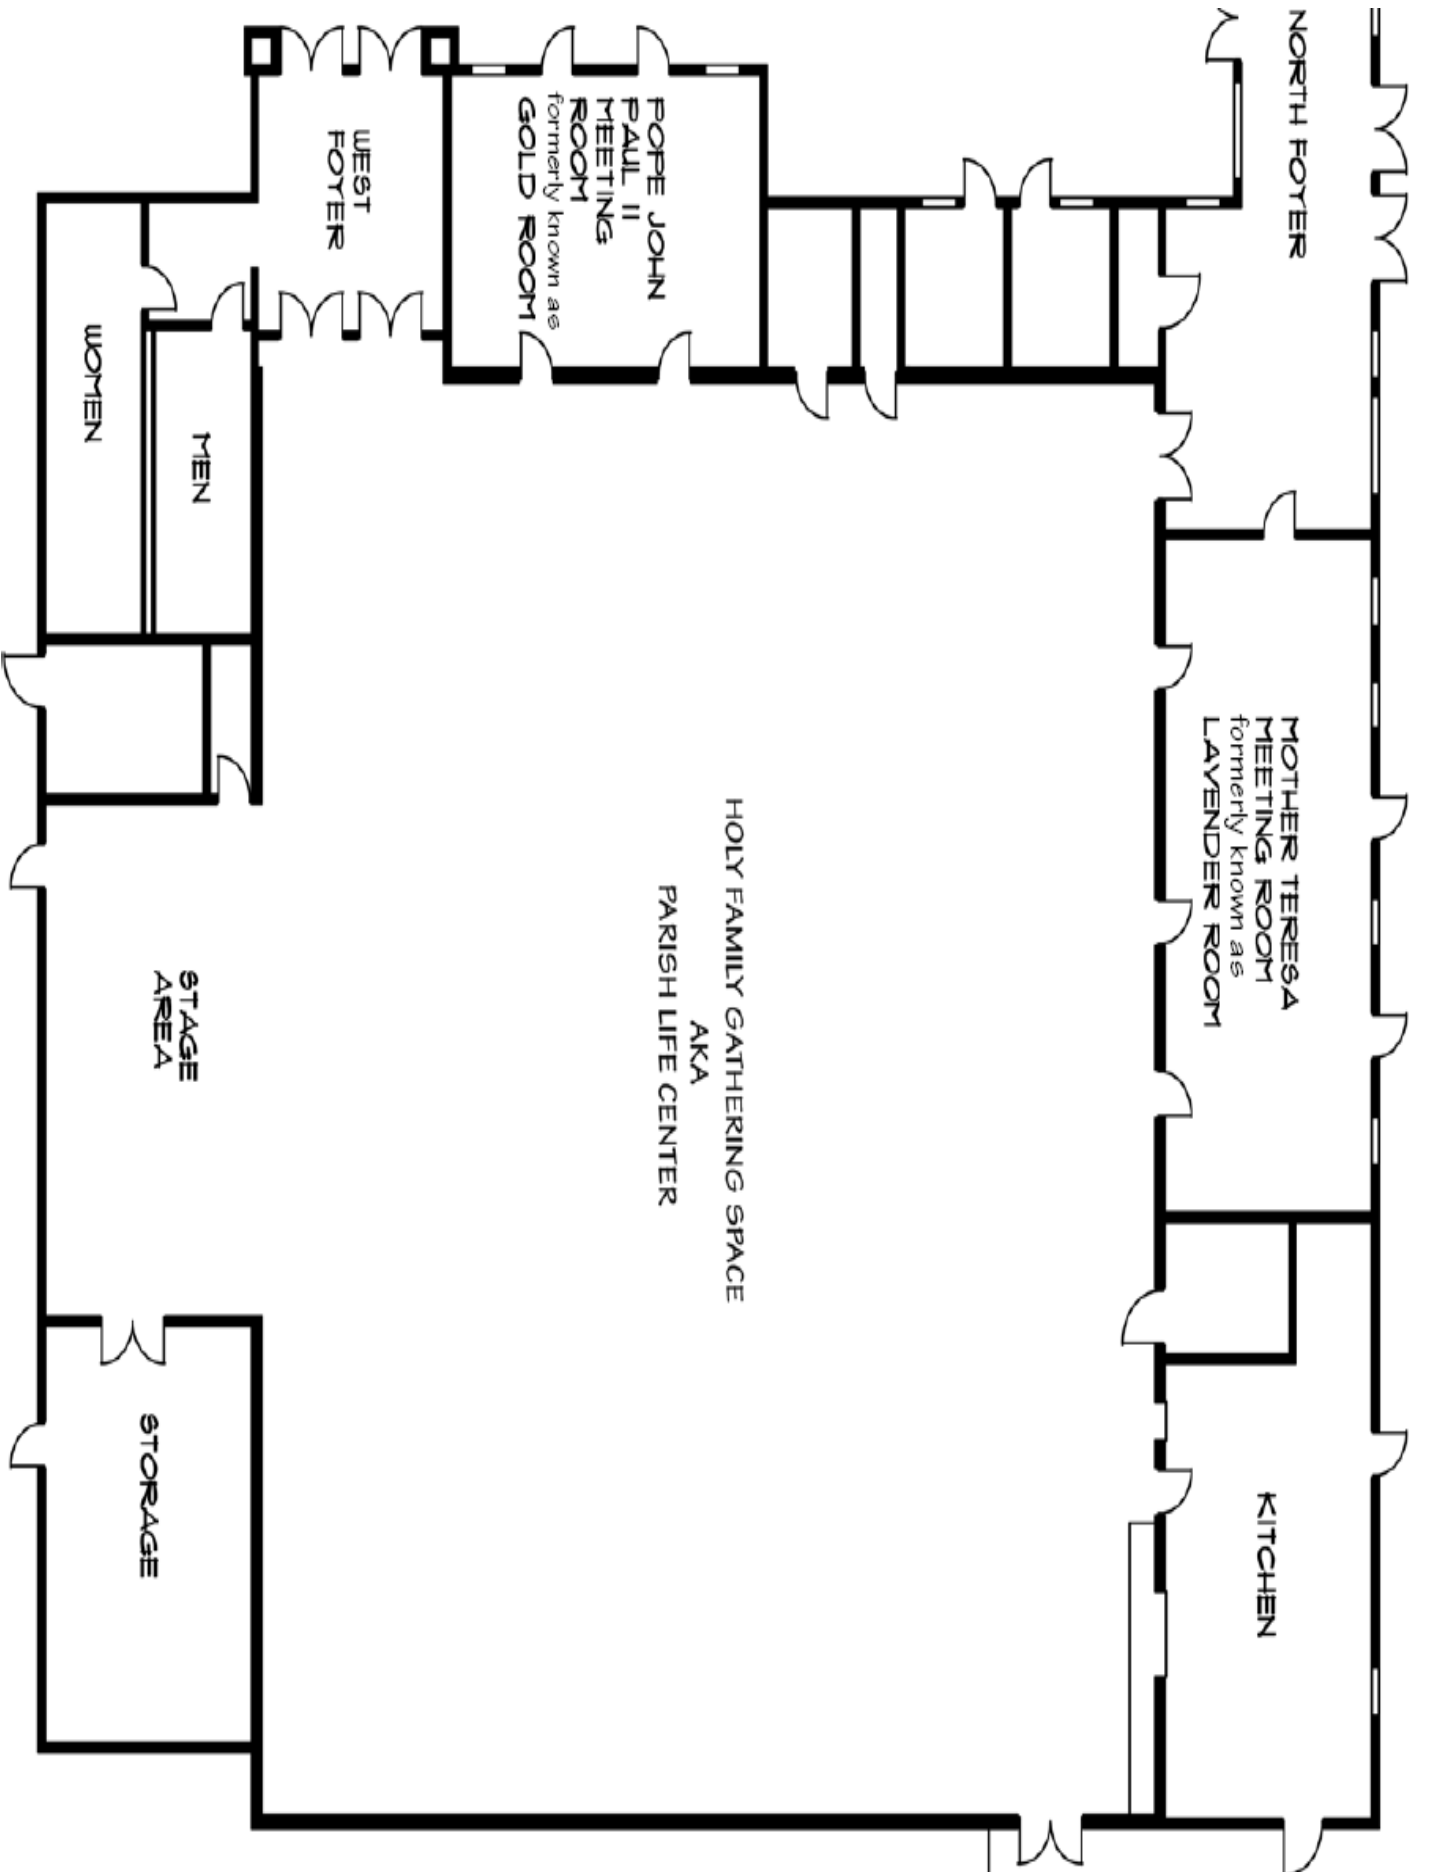 NORTH FOYER
WEST
FOYER
POPE JOHN
PAUL II
MEETING
ROOM
formerly known as
GOLD ROOM
WOMEN
MEN
MOTHER TERESA
MEETING ROOM
formerly known as
LAVENDER ROOM
HOLY FAMILY GATHERING SPACE
AKA
PARISH LIFE CENTER
STAGE
AREA
STORAGE
KITCHEN